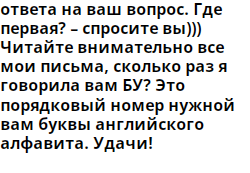 ответа на ваш вопрос. Где
первая? – спросите вы)))
Читайте внимательно все
мои письма, сколько раз я
говорила вам БУ? Это
порядковый номер нужной
вам буквы английского
алфавита. Удачи!